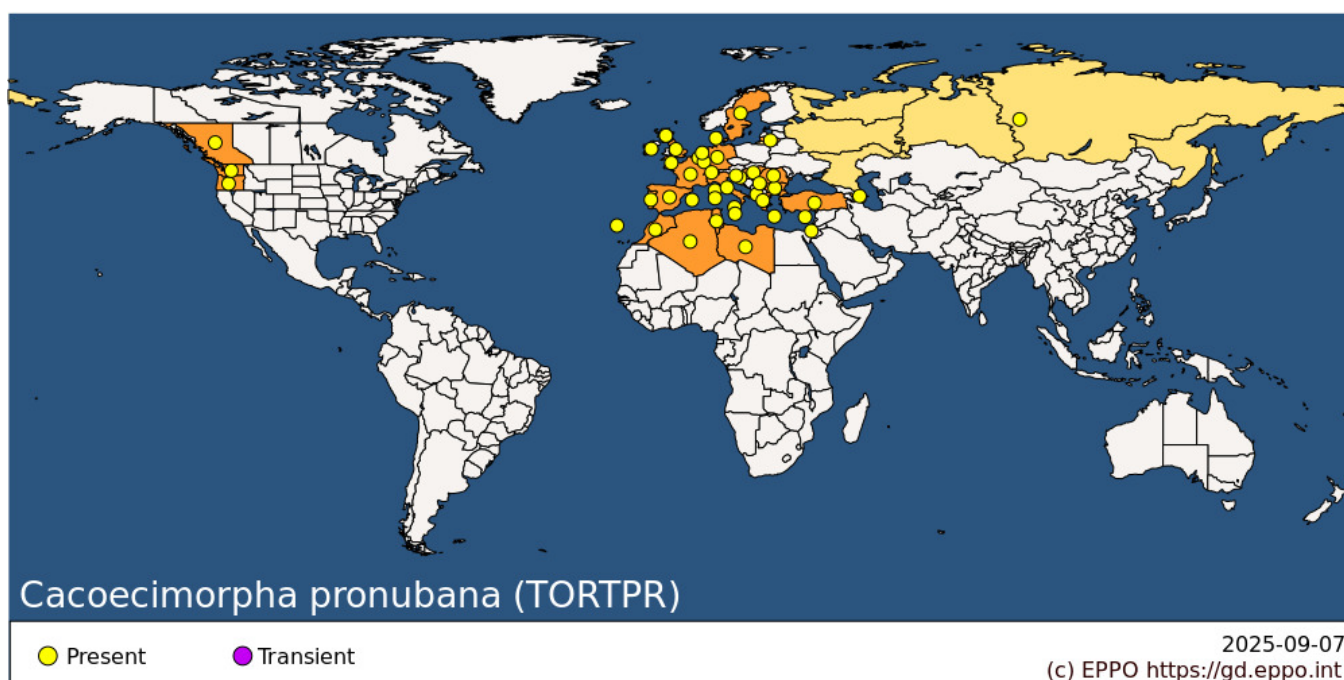 Cacoecimorpha pronubana (TORTPR)
Present
Transient
2025-09-07
(c) EPPO https://gd.eppo.int